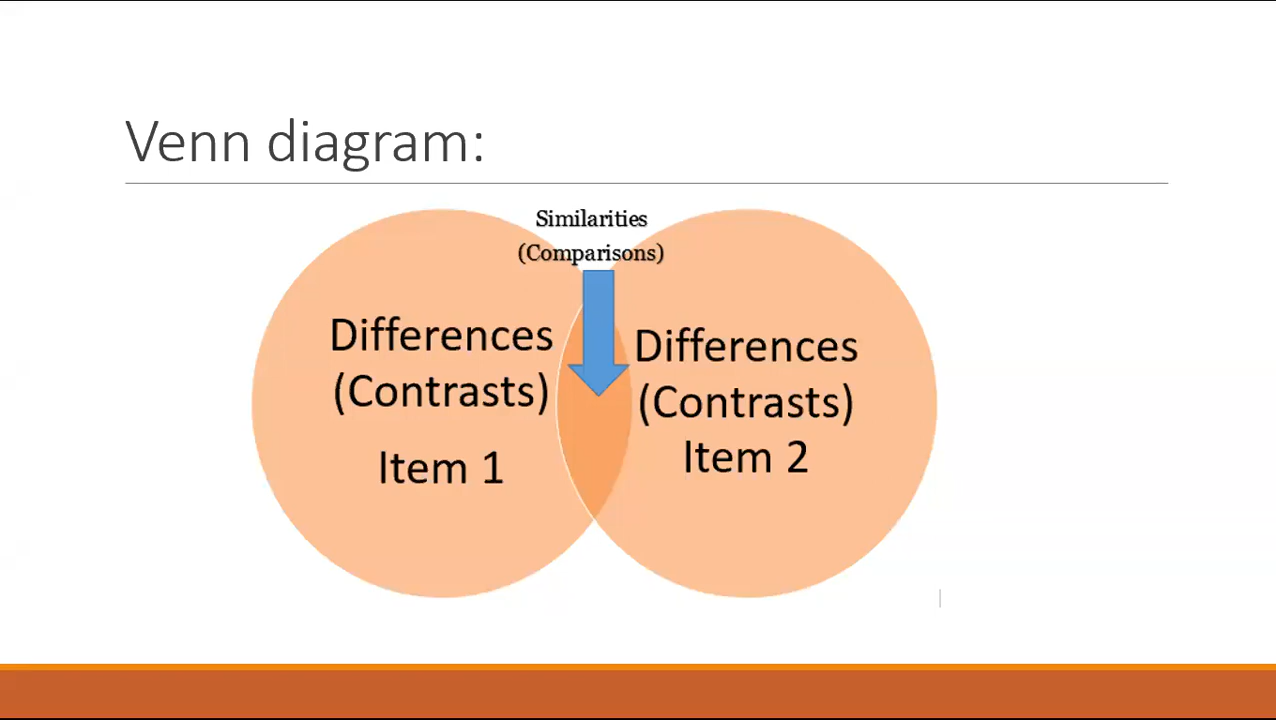 Venn diagram:
Similarities
(Comparisons)
Differences
(Contrasts)
Item 1
Differences
(Contrasts)
Item 2